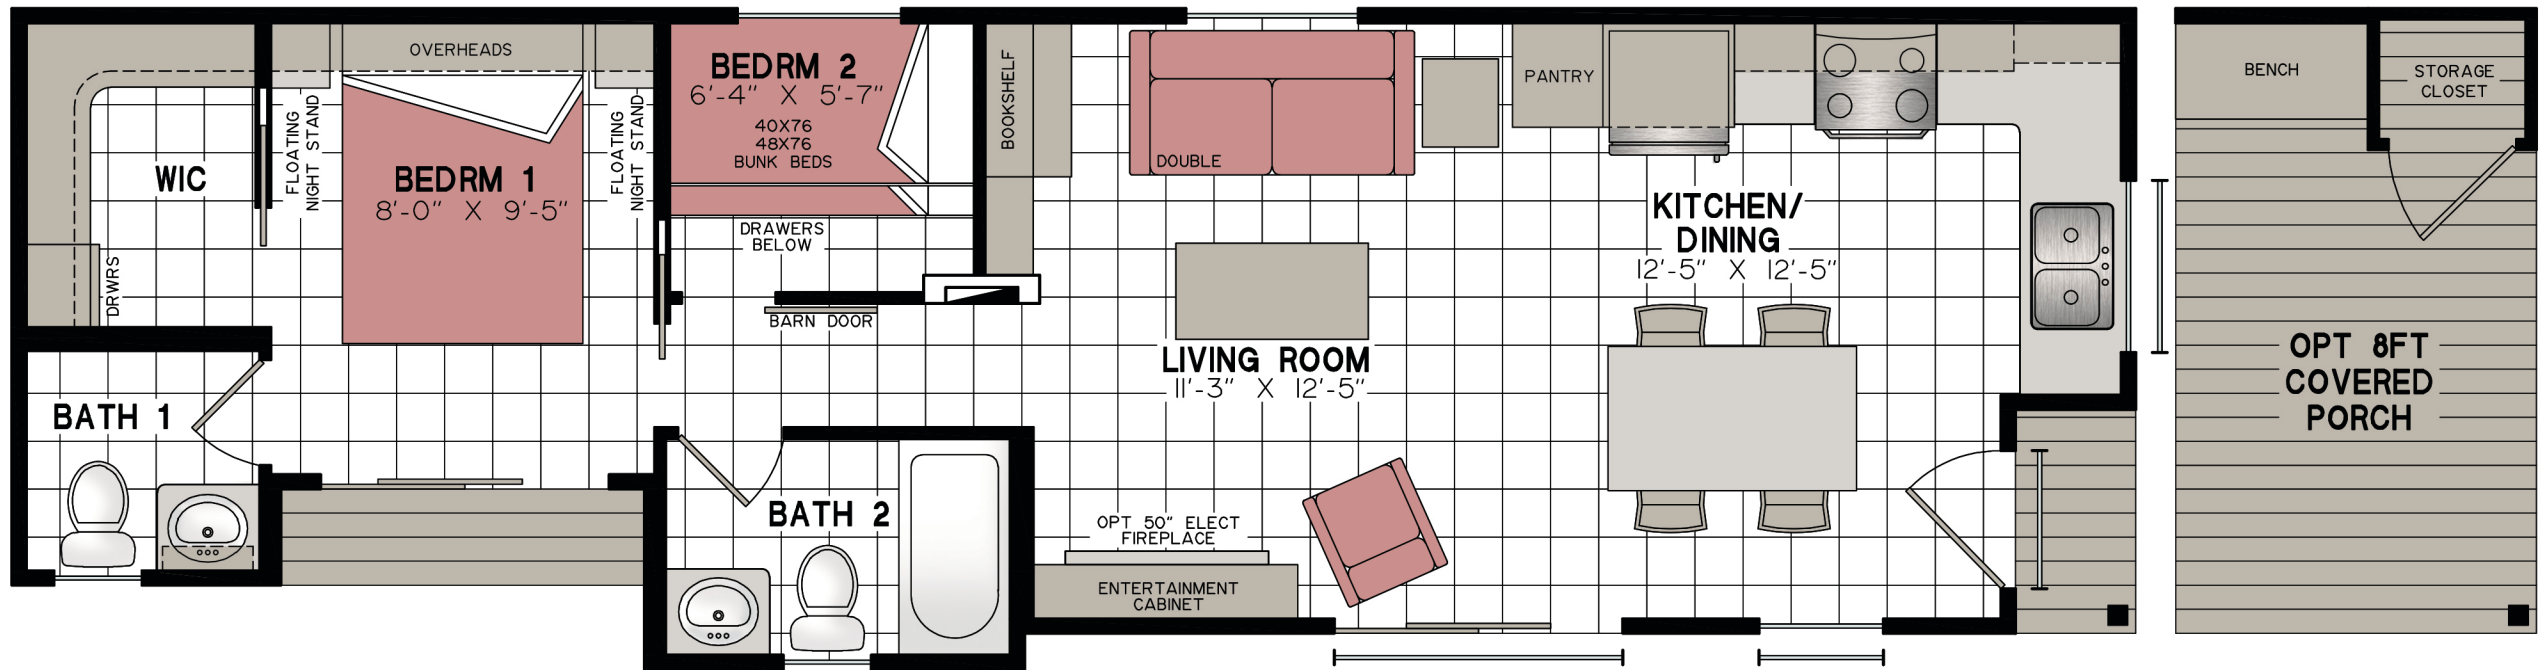 OVERHEADS
FLOATING
NIGHT STAND
WIC
BEDRM 1
8'-0" X 9'-5"
FLOATING
NIGHT STAND
DRWRS
BATH 1
BEDRM 2
6'-4" X 5'-7"
40X76
48X76
BUNK BEDS
DRAWERS
BELOW
BARN DOOR
BATH 2
BOOKSHELF
DOUBLE
LIVING ROOM
11'-3" X 12'-5"
OPT 50" ELECT
FIREPLACE
ENTERTAINMENT
CABINET
PANTRY
KITCHEN/
DINING
12'-5" X 12'-5"
BENCH
STORAGE
CLOSET
OPT 8FT
COVERED
PORCH